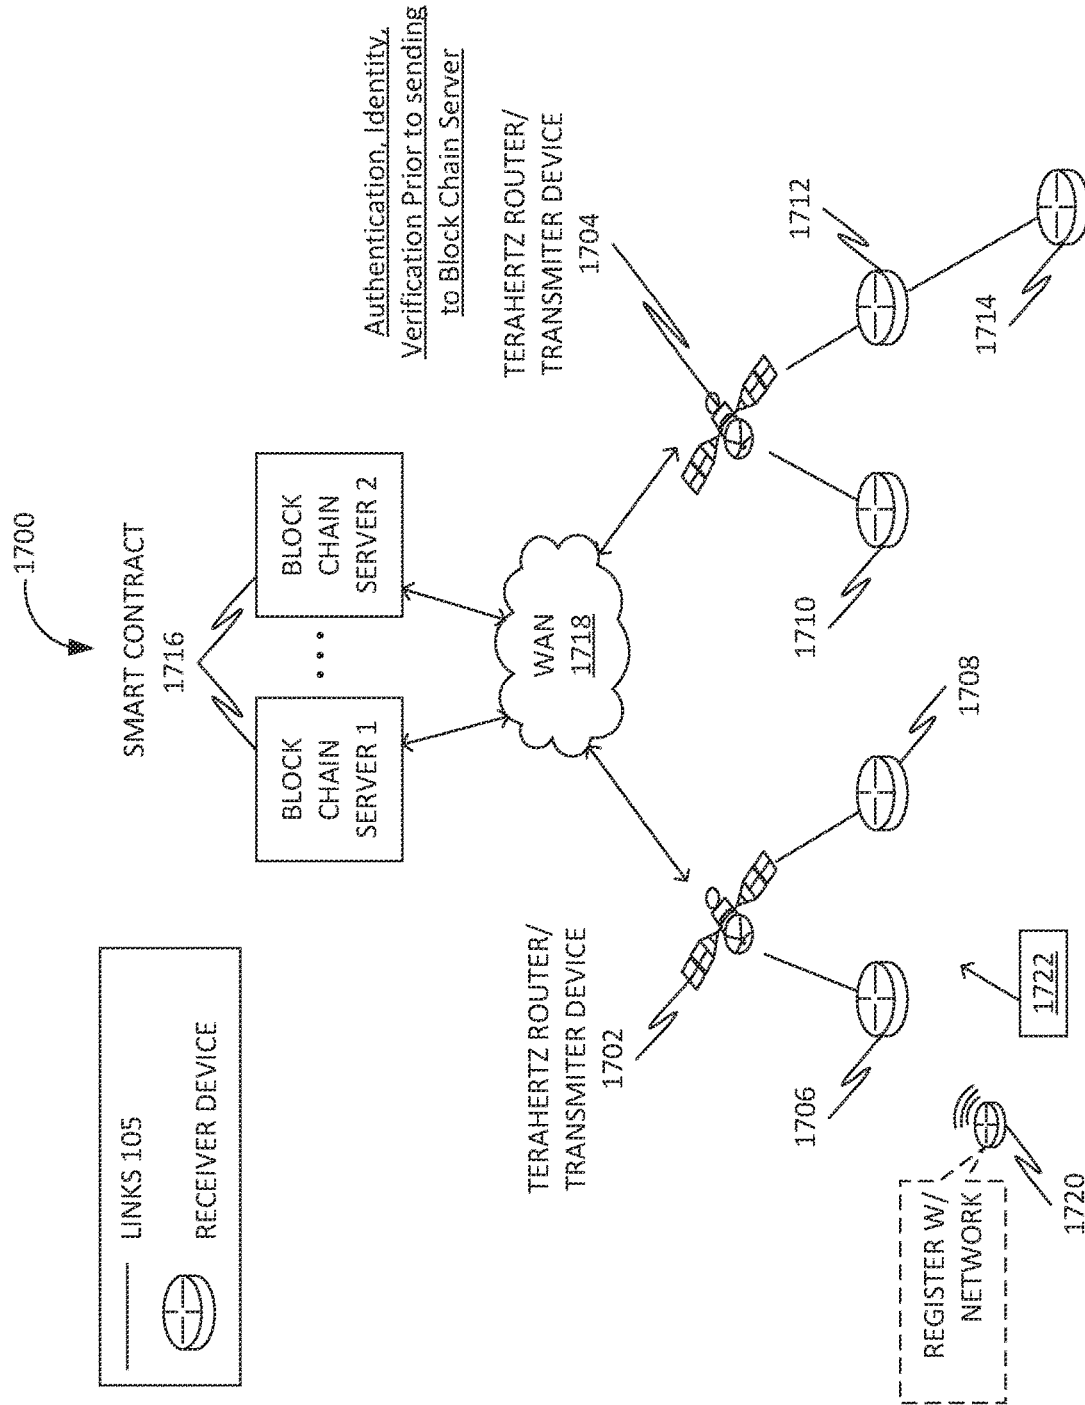 1700
SMART CONTRACT
1716
LINKS 105
RECEIVER DEVICE
BLOCK
CHAIN
SERVER 1
BLOCK
CHAIN
SERVER 2
Authentication, Identity,
Verification Prior to sending
to Block Chain Server
WAN
1718
TERAHERTZ ROUTER/
TRANSMITER DEVICE
1702
TERAHERTZ ROUTER/
TRANSMITER DEVICE
1704
1706
1708
1710
1712
1714
REGISTER W/
NETWORK
1720
1722